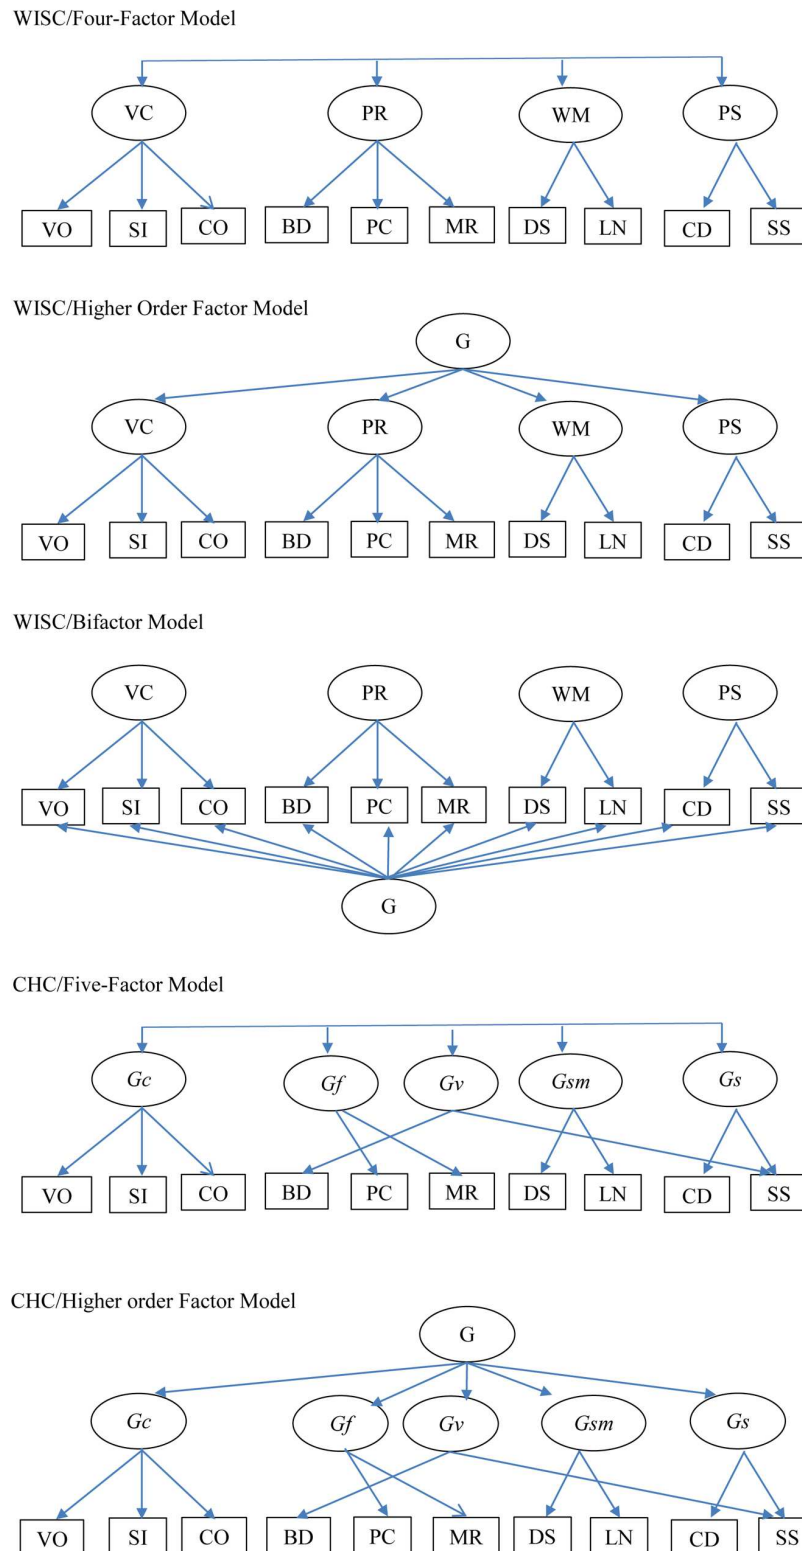 WISC/Four-Factor Model
VC PR WM PS
VO SI CO BD PC MR DS LN CD SS
WISC/Higher Order Factor Model
G
VC PR WM PS
VO SI CO BD PC MR DS LN CD SS
WISC/Bifactor Model
VC PR WM PS
VO SI CO BD PC MR DS LN CD SS
G
CHC/Five-Factor Model
Gc Gf Gv Gsm Gs
VO SI CO BD PC MR DS LN CD SS
CHC/Higher order Factor Model
G
Gc Gf Gv Gsm Gs
VO SI CO BD PC MR DS LN CD SS